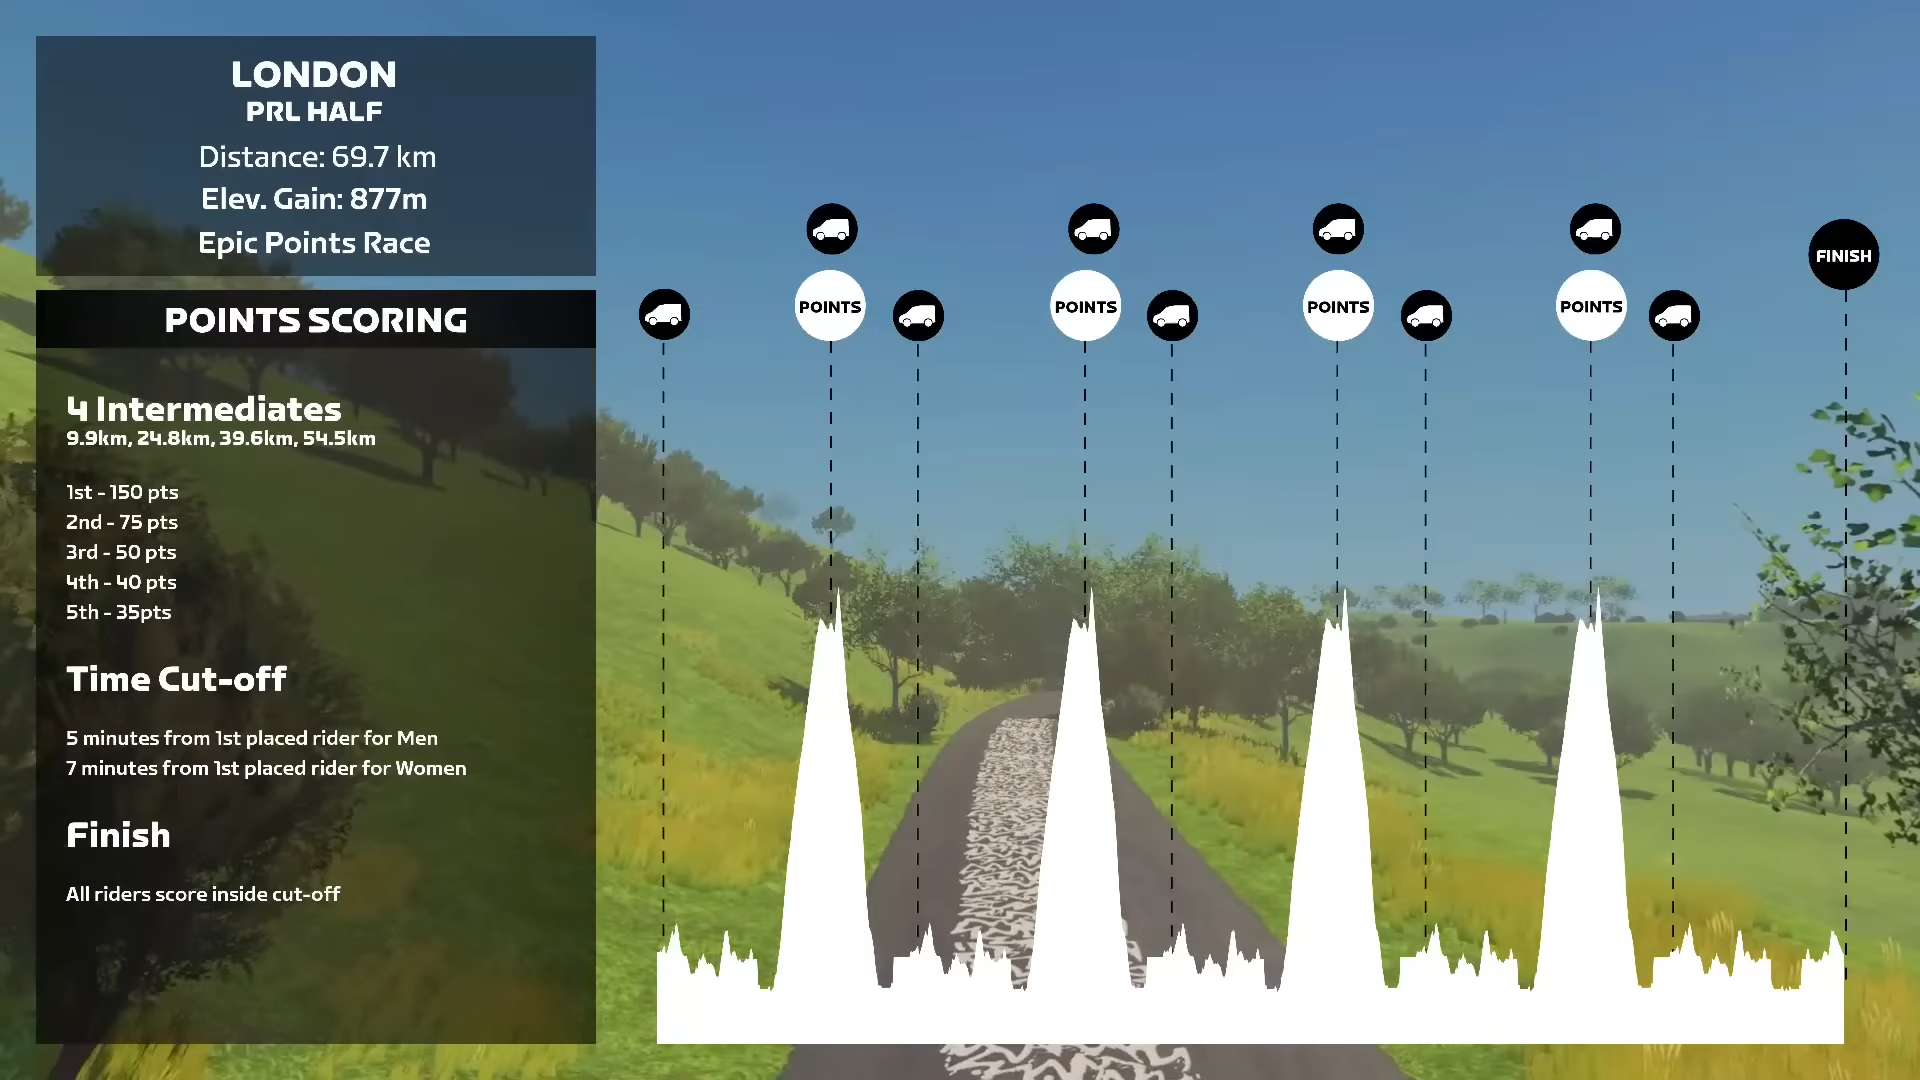 LONDON
PRL HALF
Distance: 69.7 km
Elev. Gain: 877m
Epic Points Race
POINTS SCORING
4 Intermediates
9.9km, 24.8km, 39.6km, 54.5km
1st - 150 pts
2nd - 75 pts
3rd - 50 pts
4th - 40 pts
5th - 35pts
Time Cut-off
5 minutes from 1st placed rider for Men
7 minutes from 1st placed rider for Women
Finish
All riders score inside cut-off
POINTS
POINTS
POINTS
POINTS
FINISH